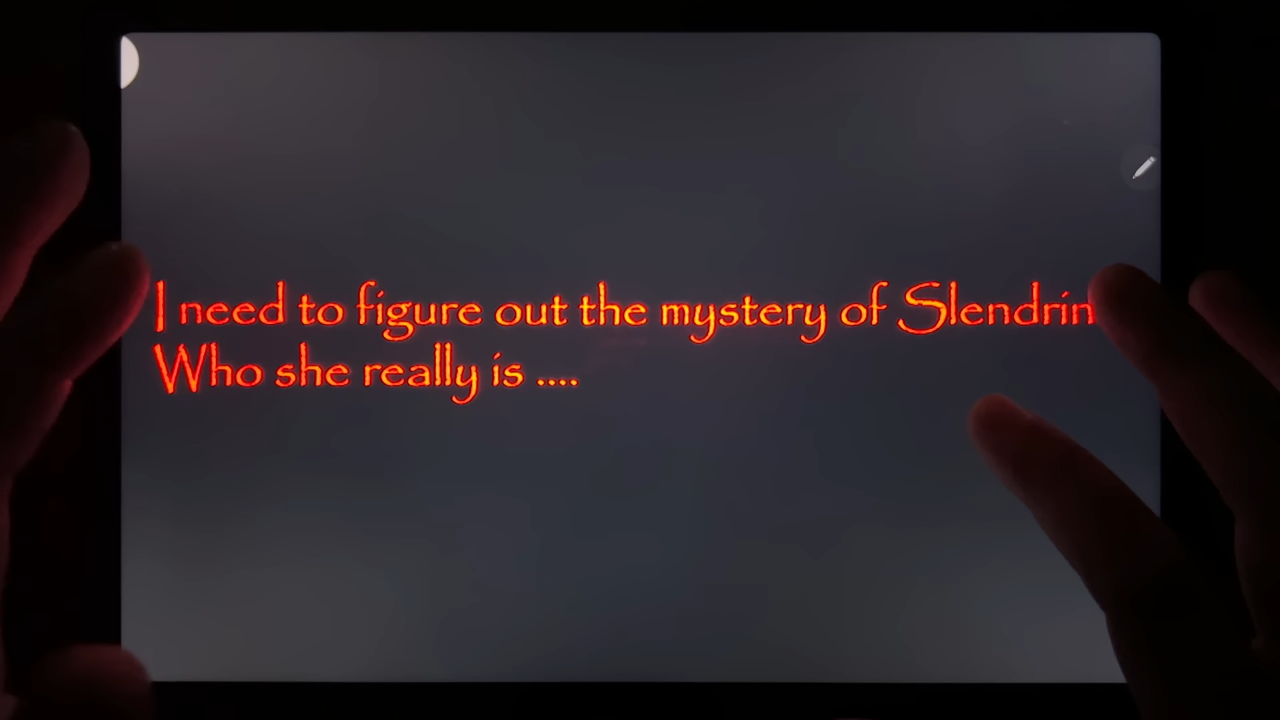 I need to figure out the mystery of Slendrin
Who she really is ....